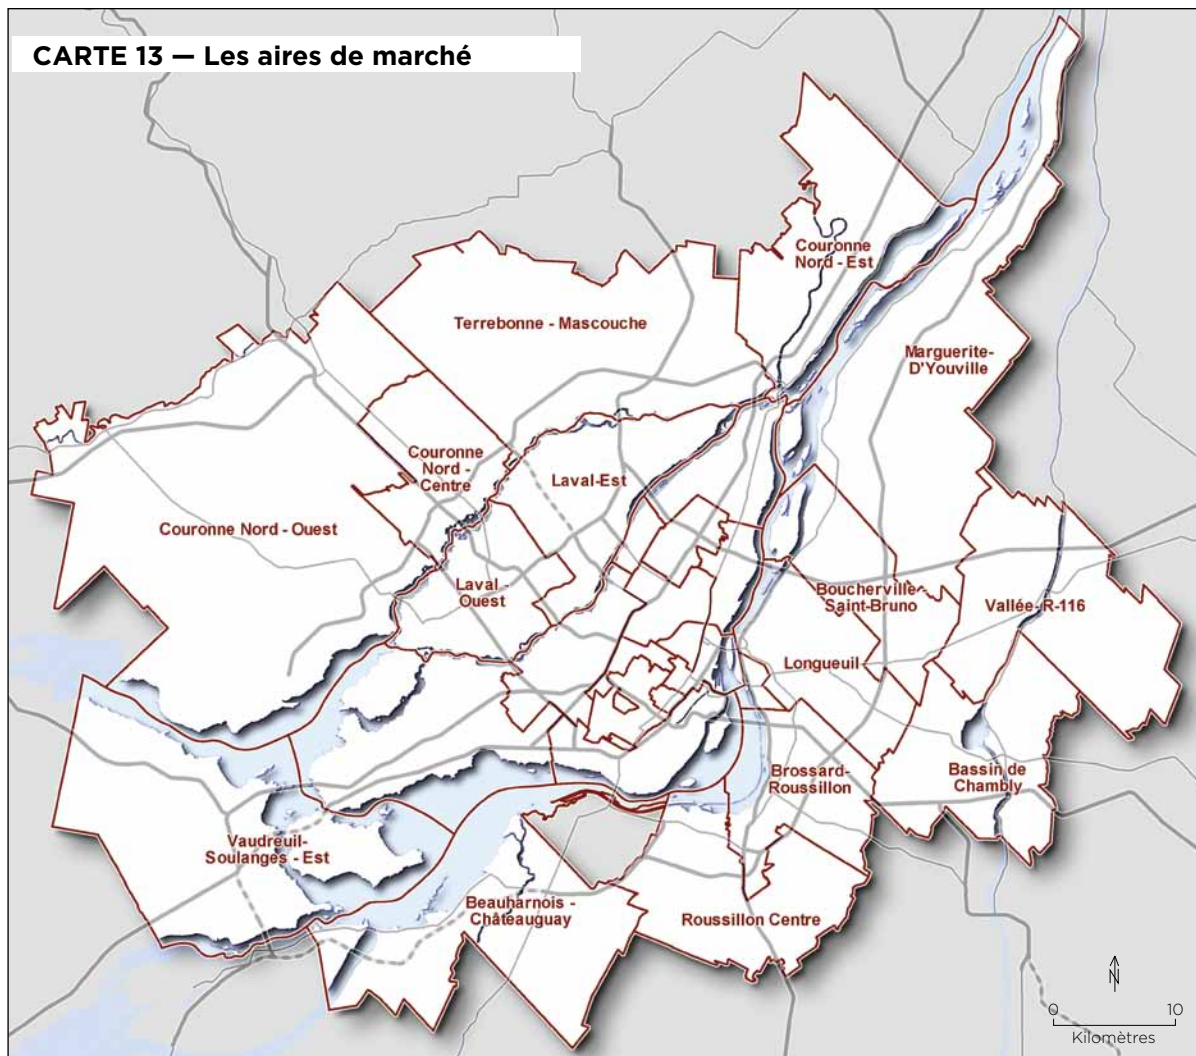 CARTE 13 — Les aires de marché
Couronne
Nord - Est
Terrebonne - Mascouche
Marguerite-
D'Youville
Couronne
Nord -
Centre
Laval-Est
Couronne Nord - Ouest
Laval -
Ouest
Boucherville
Saint-Bruno
Vallée- R-116
Longueuil
Brossard-
Roussillon
Bassin de
Chambly
Vaudreuil-
Soulanges - Est
Beauharnois -
Châteauguay
Roussillon Centre
N
0 10
Kilomètres